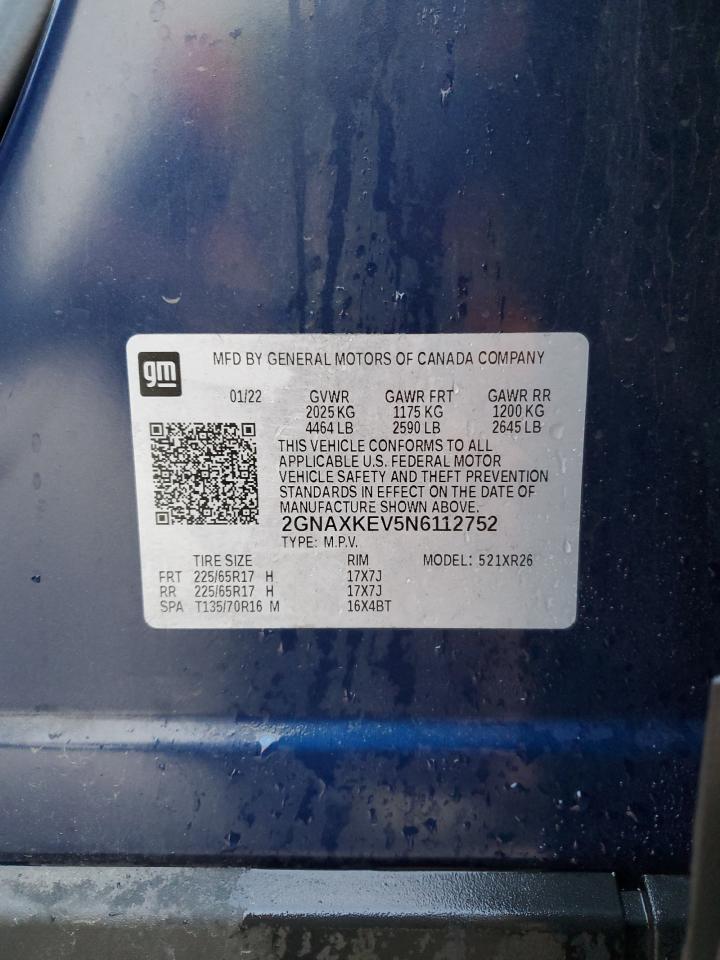 gm
MFD BY GENERAL MOTORS OF CANADA COMPANY
01/22 GVWR GAWR FRT GAWR RR
2025 KG 1175 KG 1200 KG
4464 LB 2590 LB 2645 LB
THIS VEHICLE CONFORMS TO ALL
APPLICABLE U.S. FEDERAL MOTOR
VEHICLE SAFETY AND THEFT PREVENTION
STANDARDS IN EFFECT ON THE DATE OF
MANUFACTURE SHOWN ABOVE.
2GNAXKEV5N6112752
TYPE: M.P.V.
TIRE SIZE RIM MODEL: 521XR26
FRT 225/65R17 H 17X7J
RR 225/65R17 H 17X7J
SPA T135/70R16 M 16X4BT